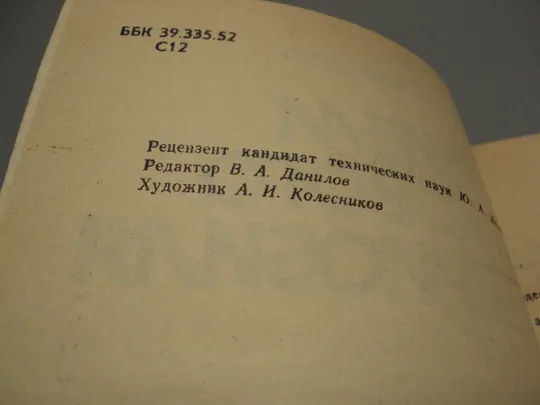 ББК 39.335.52
С12
Рецензент кандидат технических наук Ю. А.
Редактор В. А. Данилов
Художник А. И. Колесников